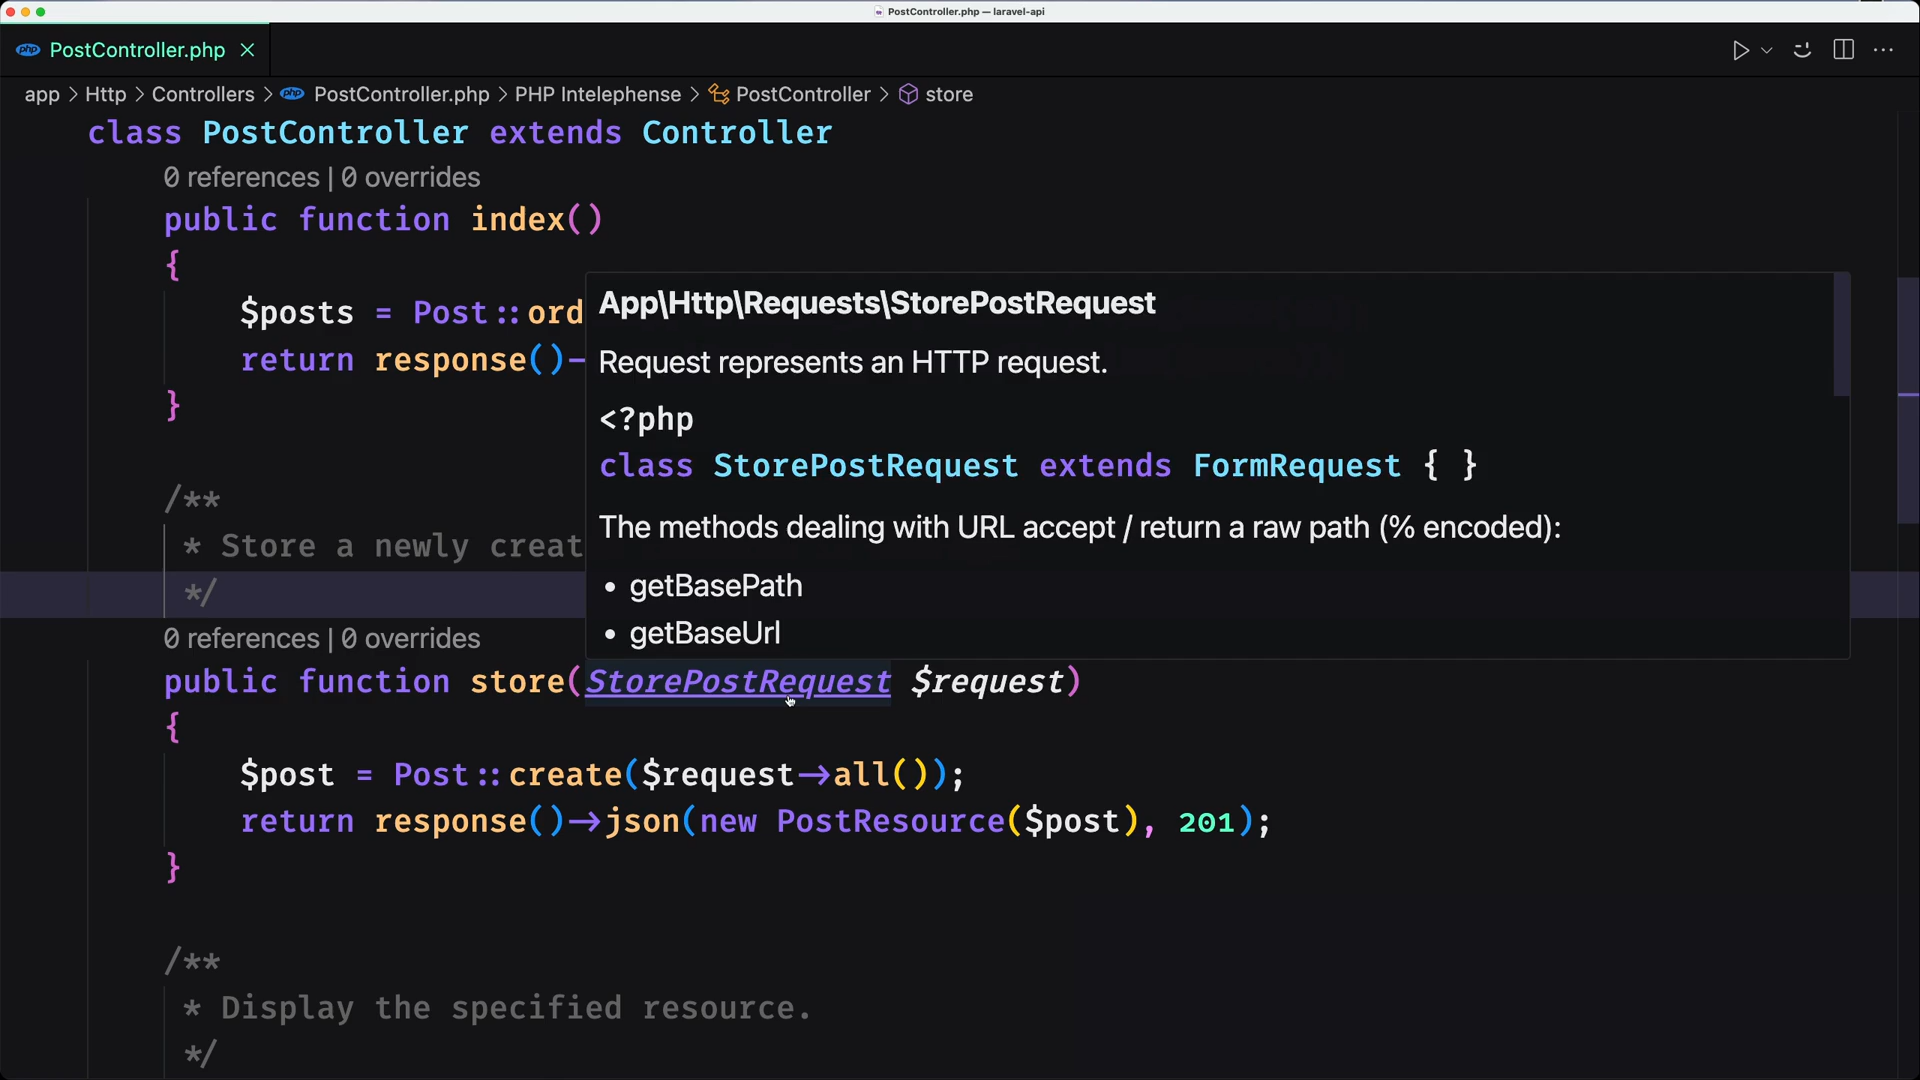 PostController.php — laravel-api
PostController.php
app > Http > Controllers > PostController.php > PHP Intelephense > PostController > store
class PostController extends Controller
0 references | 0 overrides
public function index()
{
$posts = Post::ord
return response()-
}
App\Http\Requests\StorePostRequest
Request represents an HTTP request.
<?php
class StorePostRequest extends FormRequest { }
The methods dealing with URL accept / return a raw path (% encoded):
• getBasePath
• getBaseUrl
/**
* Store a newly creat
*/
0 references | 0 overrides
public function store(StorePostRequest $request)
{
$post = Post::create($request->all());
return response()->json(new PostResource($post), 201);
}
/**
* Display the specified resource.
*/